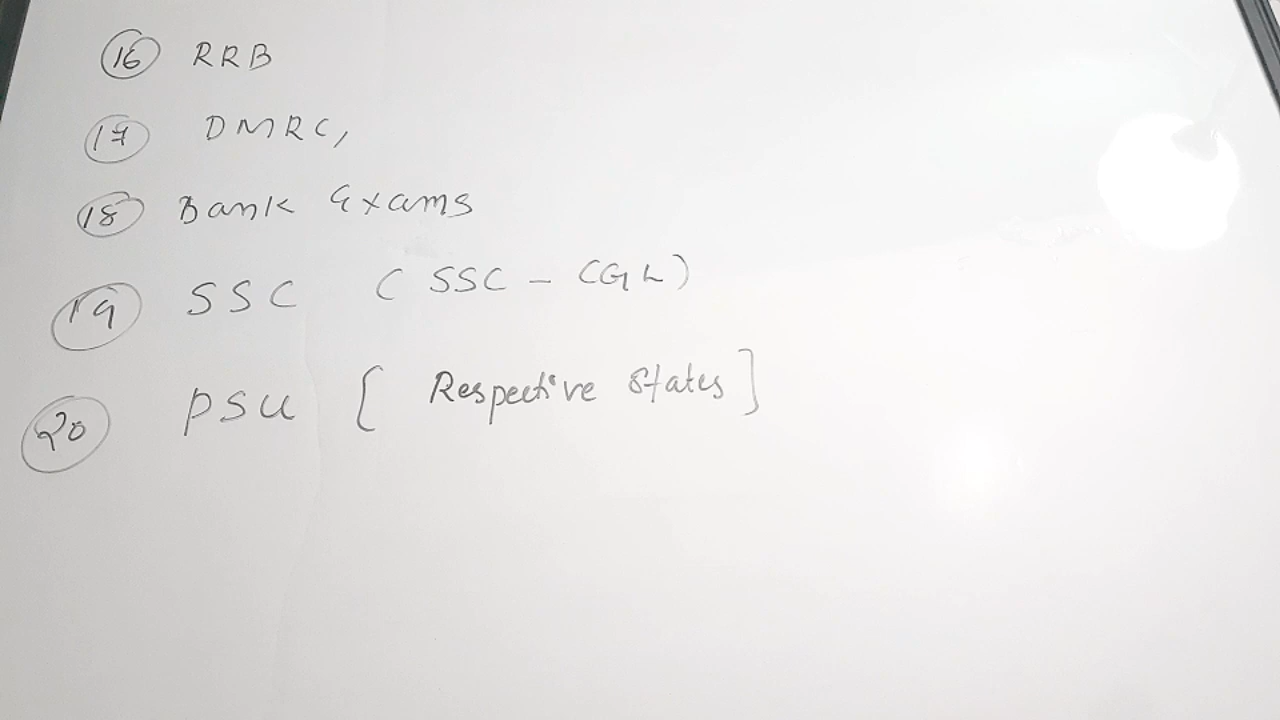 16 RRB
17 DMRC,
18 Bank Exams
19 SSC ( SSC - CGL )
20 PSU [ Respective States ]